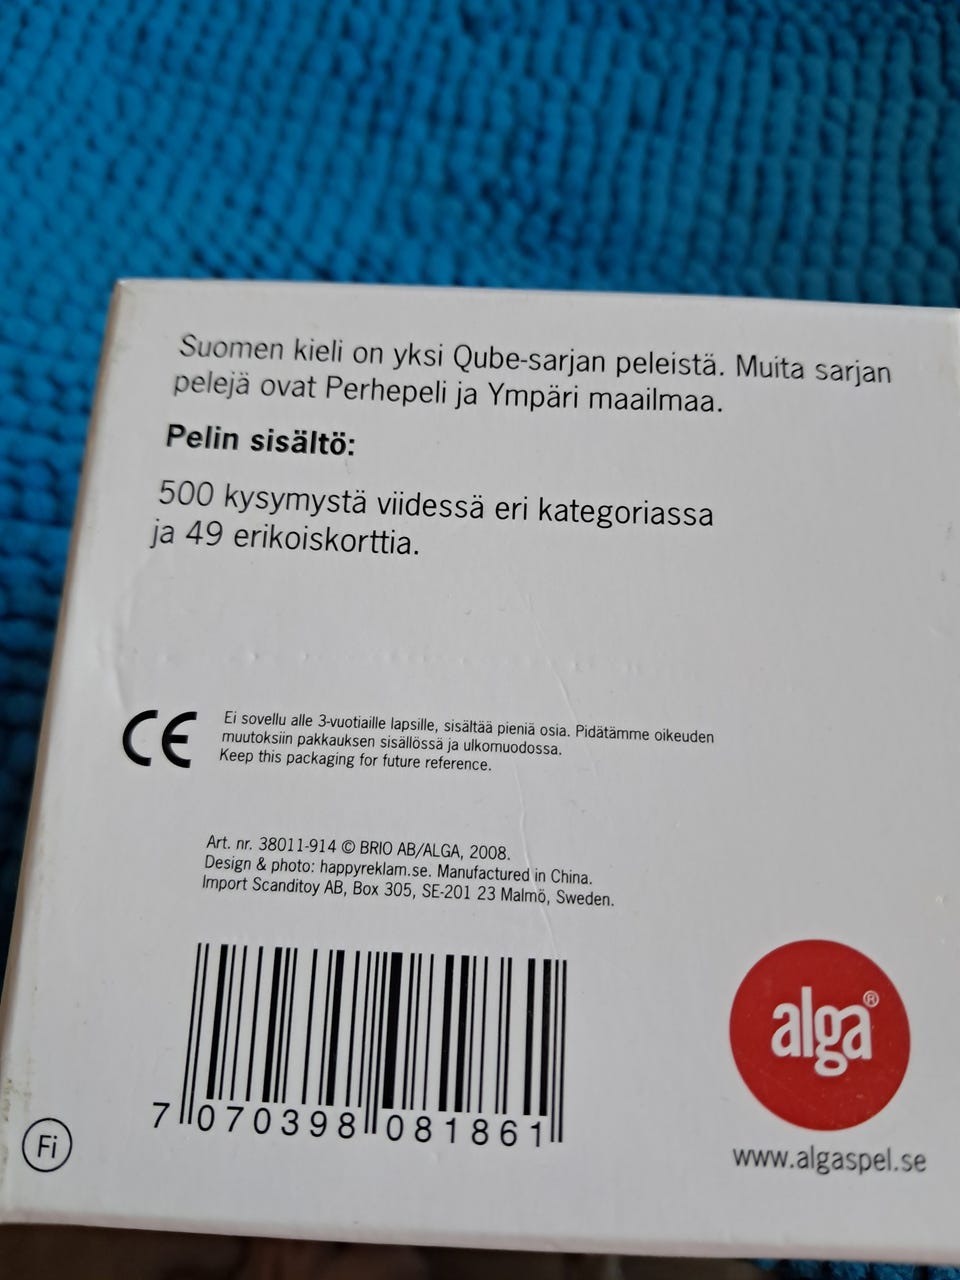 Suomen kieli on yksi Qube-sarjan peleistä. Muita sarjan
pelejä ovat Perhepeli ja Ympäri maailmaa.
Pelin sisältö:
500 kysymystä viidessä eri kategoriassa
ja 49 erikoiskorttia.
CE
Ei sovellu alle 3-vuotiaille lapsille, sisältää pieniä osia. Pidätämme oikeuden
muutoksiin pakkauksen sisällössä ja ulkomuodossa.
Keep this packaging for future reference.
Art. nr. 38011-914 © BRIO AB/ALGA, 2008.
Design & photo: happyreklam.se. Manufactured in China.
Import Scanditoy AB, Box 305, SE-201 23 Malmö, Sweden.
7 070398 081861
alga®
www.algaspel.se
Fi